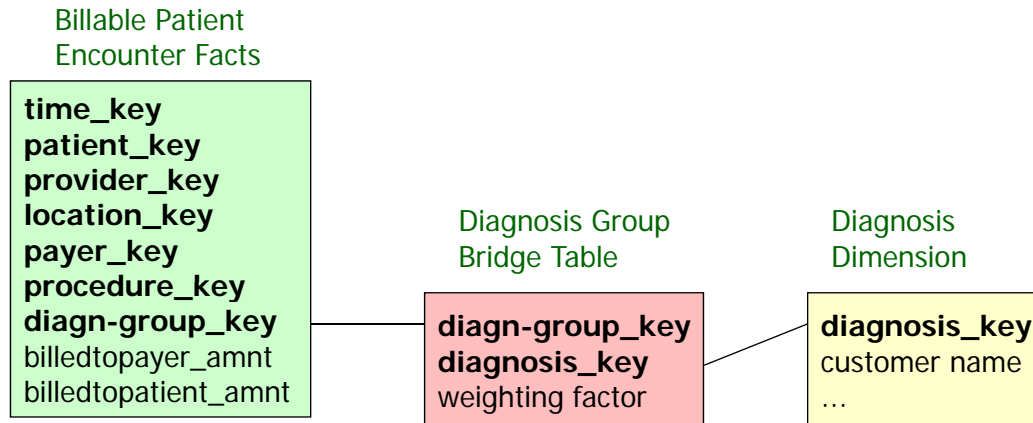 Billable Patient
Encounter Facts
time_key
patient_key
provider_key
location_key
payer_key
procedure_key
diagn-group_key
billedtopayer_amnt
billedtopatient_amnt
Diagnosis Group
Bridge Table
diagn-group_key
diagnosis_key
weighting factor
Diagnosis
Dimension
diagnosis_key
customer name
...